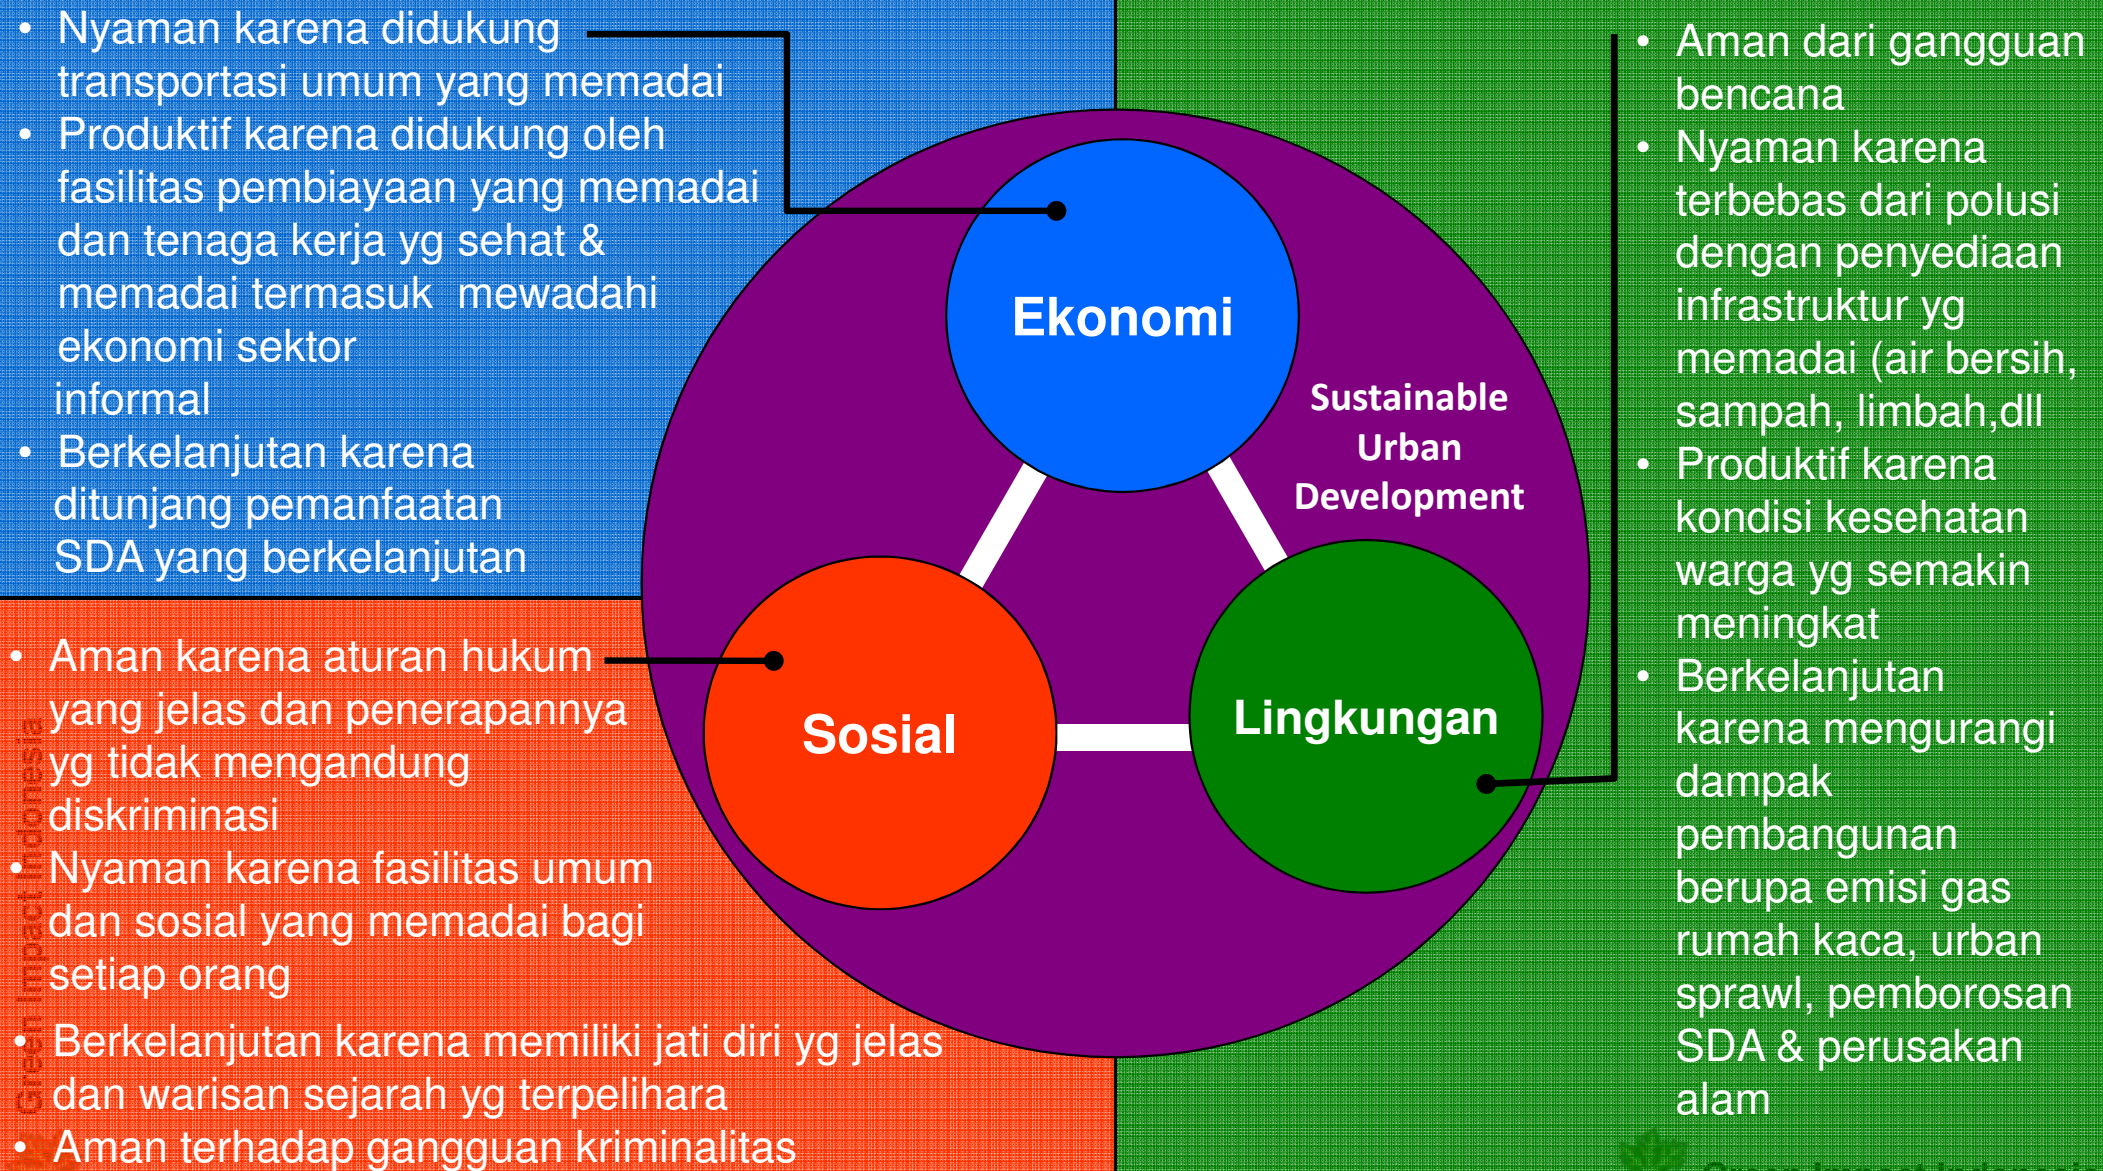 • Nyaman karena didukung
transportasi umum yang memadai
• Produktif karena didukung oleh
fasilitas pembiayaan yang memadai
dan tenaga kerja yg sehat &
memadai termasuk mewadahi
ekonomi sektor
informal
• Berkelanjutan karena
ditunjang pemanfaatan
SDA yang berkelanjutan
• Aman karena aturan hukum
yang jelas dan penerapannya
yg tidak mengandung
diskriminasi
• Nyaman karena fasilitas umum
dan sosial yang memadai bagi
setiap orang
• Berkelanjutan karena memiliki jati diri yg jelas
dan warisan sejarah yg terpelihara
• Aman terhadap gangguan kriminalitas
Green Impact Indonesia
Ekonomi
Sustainable
Urban
Development
Sosial
Lingkungan
• Aman dari gangguan
bencana
• Nyaman karena
terbebas dari polusi
dengan penyediaan
infrastruktur yg
memadai (air bersih,
sampah, limbah,dll
• Produktif karena
kondisi kesehatan
warga yg semakin
meningkat
• Berkelanjutan
karena mengurangi
dampak
pembangunan
berupa emisi gas
rumah kaca, urban
sprawl, pemborosan
SDA & perusakan
alam